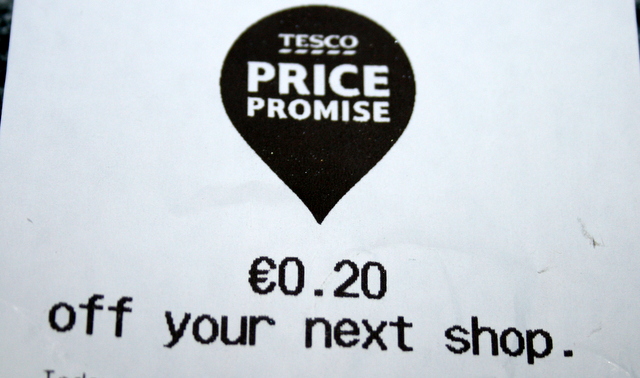 TESCO
PRICE
PROMISE
€0.20
off your next shop.